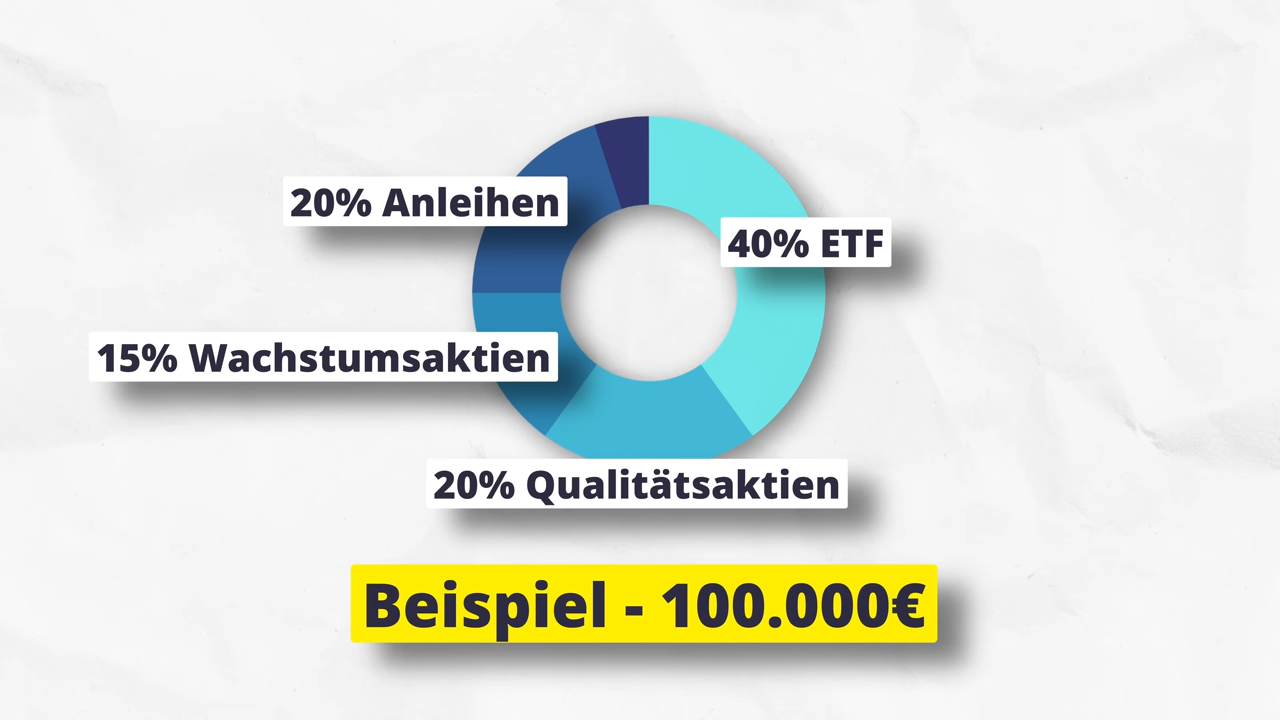 20% Anleihen
40% ETF
15% Wachstumsaktien
20% Qualitätsaktien
Beispiel - 100.000€